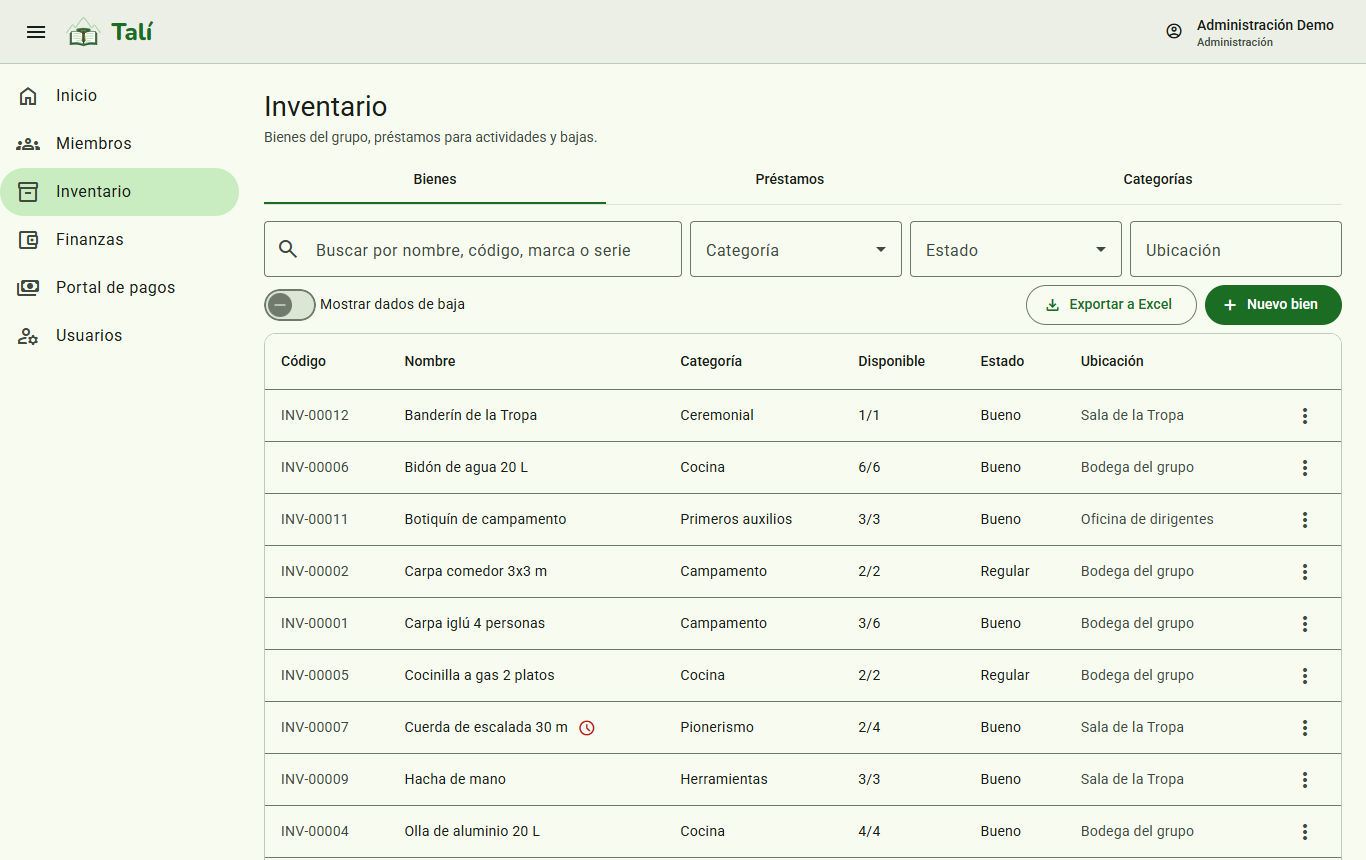 Talí
Administración Demo
Administración
Inicio
Miembros
Inventario
Finanzas
Portal de pagos
Usuarios
Inventario
Bienes del grupo, préstamos para actividades y bajas.
Bienes Préstamos Categorías
Buscar por nombre, código, marca o serie Categoría Estado Ubicación
Mostrar dados de baja Exportar a Excel Nuevo bien
Código Nombre Categoría Disponible Estado Ubicación
INV-00012 Banderín de la Tropa Ceremonial 1/1 Bueno Sala de la Tropa
INV-00006 Bidón de agua 20 L Cocina 6/6 Bueno Bodega del grupo
INV-00011 Botiquín de campamento Primeros auxilios 3/3 Bueno Oficina de dirigentes
INV-00002 Carpa comedor 3x3 m Campamento 2/2 Regular Bodega del grupo
INV-00001 Carpa iglú 4 personas Campamento 3/6 Bueno Bodega del grupo
INV-00005 Cocinilla a gas 2 platos Cocina 2/2 Regular Bodega del grupo
INV-00007 Cuerda de escalada 30 m Pionerismo 2/4 Bueno Sala de la Tropa
INV-00009 Hacha de mano Herramientas 3/3 Bueno Sala de la Tropa
INV-00004 Olla de aluminio 20 L Cocina 4/4 Bueno Bodega del grupo